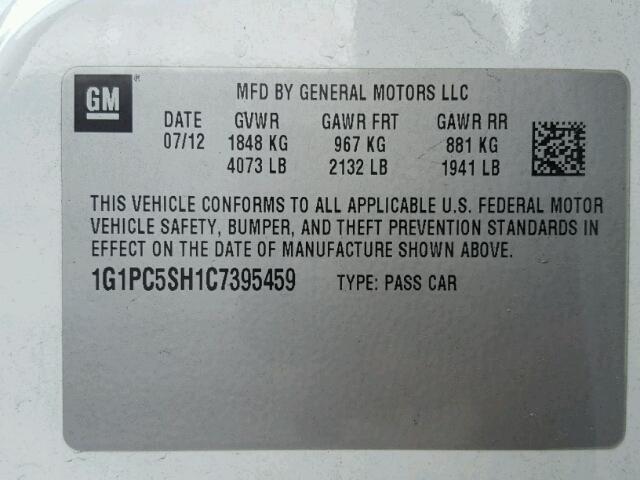 GM ®
MFD BY GENERAL MOTORS LLC
DATE GVWR GAWR FRT GAWR RR
07/12 1848 KG 967 KG 881 KG
4073 LB 2132 LB 1941 LB
THIS VEHICLE CONFORMS TO ALL APPLICABLE U.S. FEDERAL MOTOR
VEHICLE SAFETY, BUMPER, AND THEFT PREVENTION STANDARDS IN
EFFECT ON THE DATE OF MANUFACTURE SHOWN ABOVE.
1G1PC5SH1C7395459 TYPE: PASS CAR